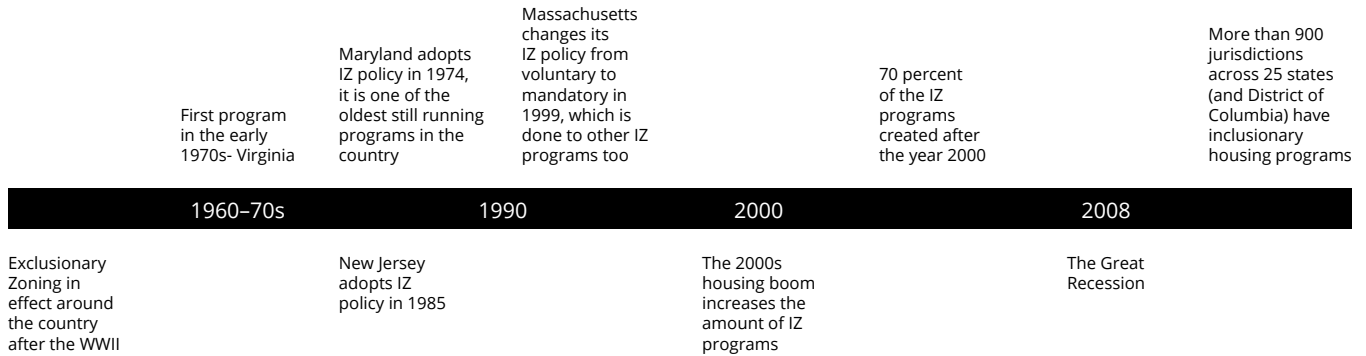 First program
in the early
1970s- Virginia
Maryland adopts
IZ policy in 1974,
it is one of the
oldest still running
programs in the
country
Massachusetts
changes its
IZ policy from
voluntary to
mandatory in
1999, which is
done to other IZ
programs too
70 percent
of the IZ
programs
created after
the year 2000
More than 900
jurisdictions
across 25 states
(and District of
Columbia) have
inclusionary
housing programs
1960–70s
1990
2000
2008
Exclusionary
Zoning in
effect around
the country
after the WWII
New Jersey
adopts IZ
policy in 1985
The 2000s
housing boom
increases the
amount of IZ
programs
The Great
Recession